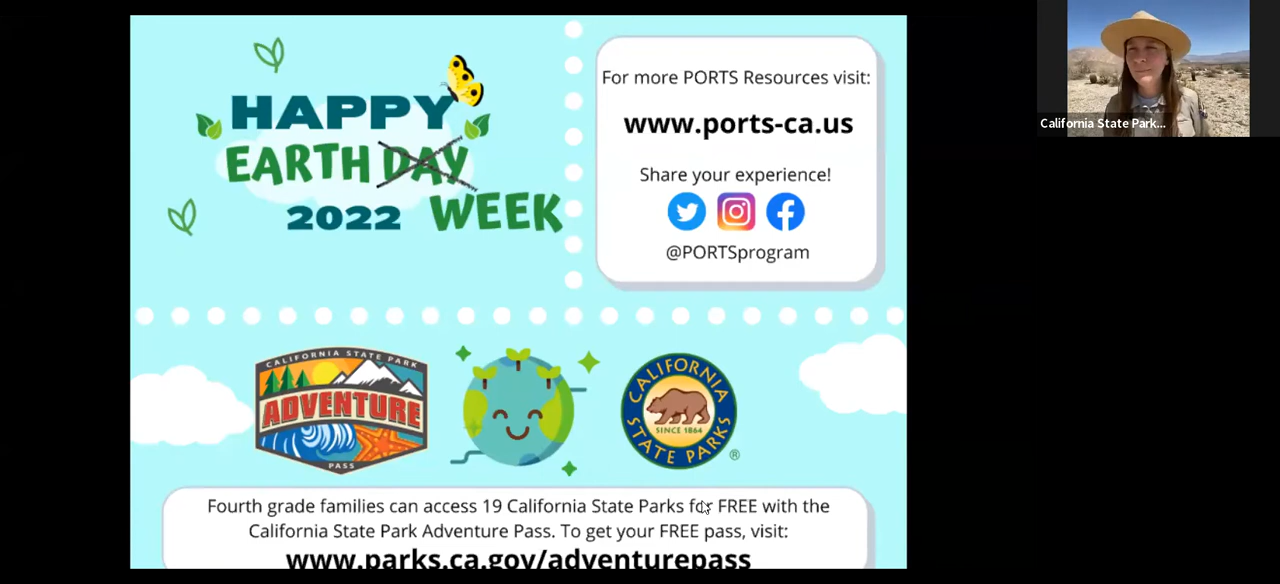 HAPPY
EARTH DAY
2022 WEEK
For more PORTS Resources visit:
www.ports-ca.us
Share your experience!
@PORTSprogram
California State Park...
CALIFORNIA STATE PARK
ADVENTURE
PASS
CALIFORNIA
SINCE 1864
STATE PARKS
®
Fourth grade families can access 19 California State Parks for FREE with the
California State Park Adventure Pass. To get your FREE pass, visit:
www.parks.ca.gov/adventurepass